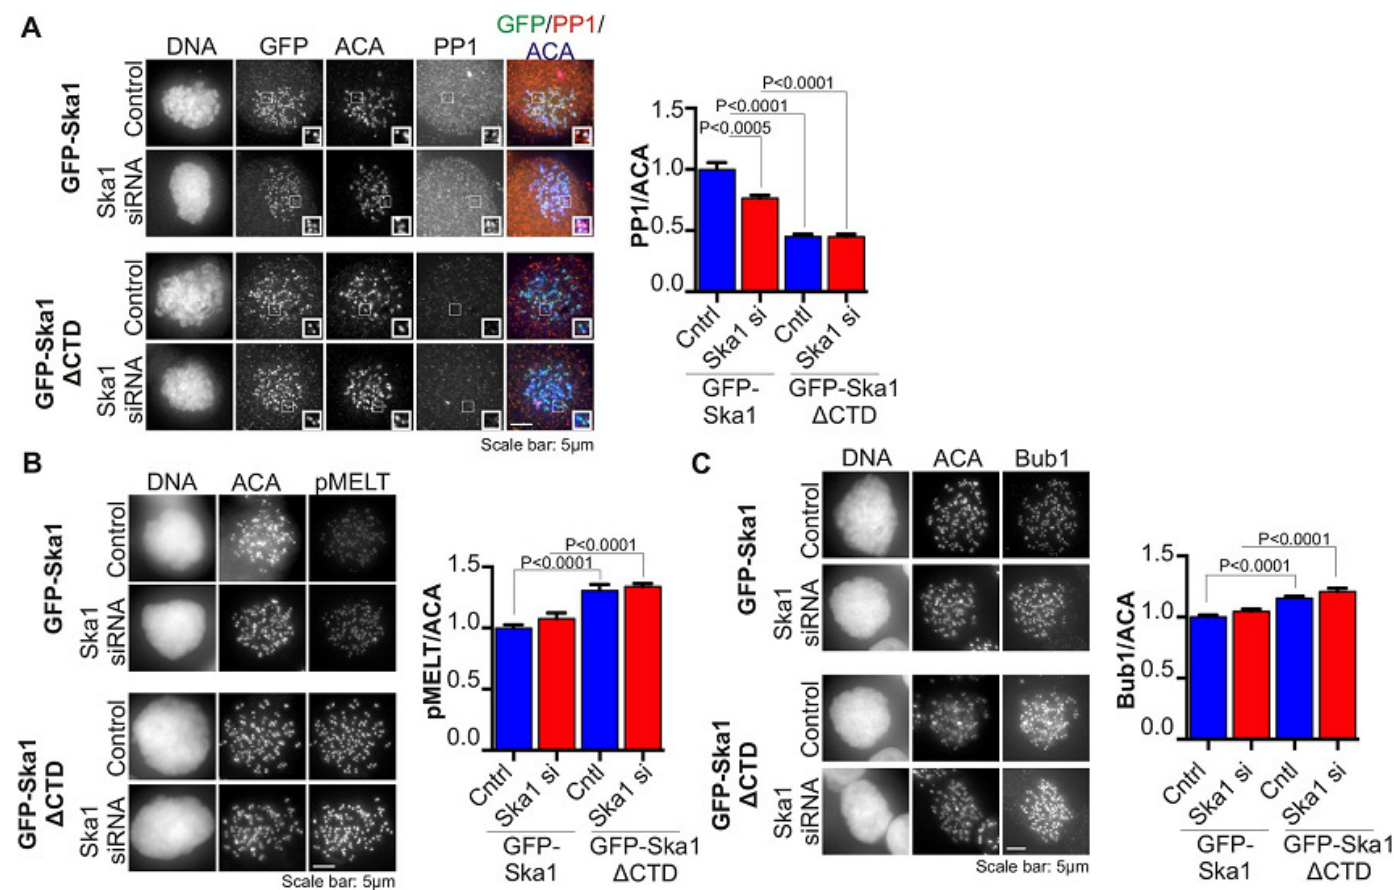 A
DNA GFP ACA PP1 GFP/PP1/
ACA
GFP-Ska1
Control
Ska1
siRNA
GFP-Ska1
ΔCTD
Control
Ska1
siRNA
Scale bar: 5µm
P<0.0001
P<0.0001
P<0.0005
PP1/ACA
1.5
1.0
0.5
0.0
Cntrl Ska1 si Cntl Ska1 si
GFP- GFP-Ska1
Ska1 ΔCTD
B
DNA ACA pMELT
GFP-Ska1
Control
Ska1
siRNA
GFP-Ska1
ΔCTD
Control
Ska1
siRNA
Scale bar: 5µm
P<0.0001
P<0.0001
pMELT/ACA
1.5
1.0
0.5
0.0
Cntrl Ska1 si Cntl Ska1 si
GFP- GFP-Ska1
Ska1 ΔCTD
C
DNA ACA Bub1
GFP-Ska1
Control
Ska1
siRNA
GFP-Ska1
ΔCTD
Control
Ska1
siRNA
Scale bar: 5µm
P<0.0001
P<0.0001
Bub1/ACA
1.5
1.0
0.5
0.0
Cntrl Ska1 si Cntl Ska1 si
GFP- GFP-Ska1
Ska1 ΔCTD